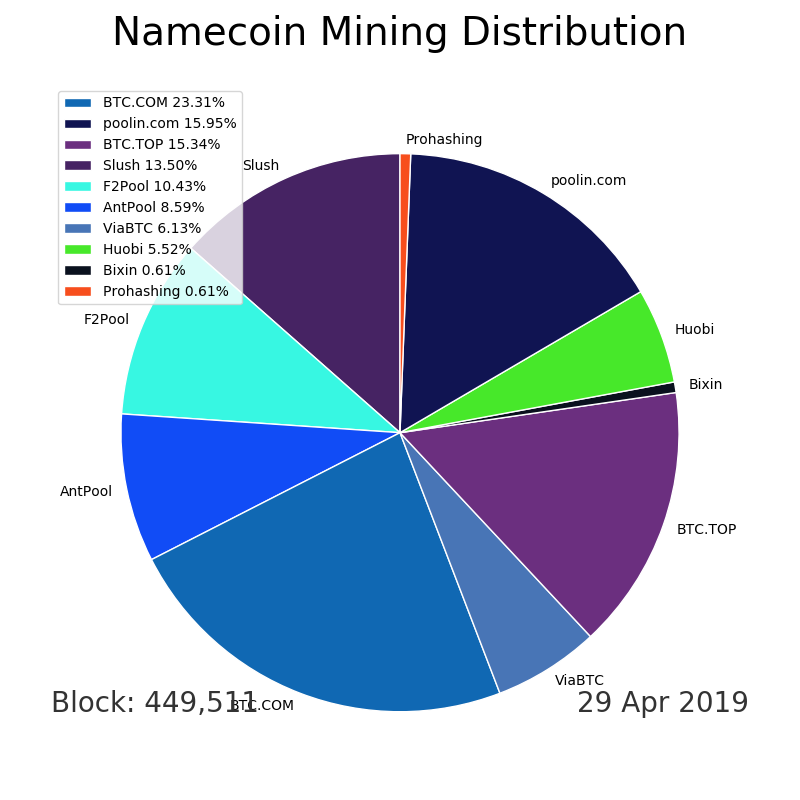 Namecoin Mining Distribution
BTC.COM 23.31%
poolin.com 15.95%
BTC.TOP 15.34%
Slush 13.50%
F2Pool 10.43%
AntPool 8.59%
ViaBTC 6.13%
Huobi 5.52%
Bixin 0.61%
Prohashing 0.61%
Prohashing
Slush
poolin.com
F2Pool
Huobi
Bixin
AntPool
BTC.TOP
ViaBTC
BTC.COM
Block: 449,511
29 Apr 2019